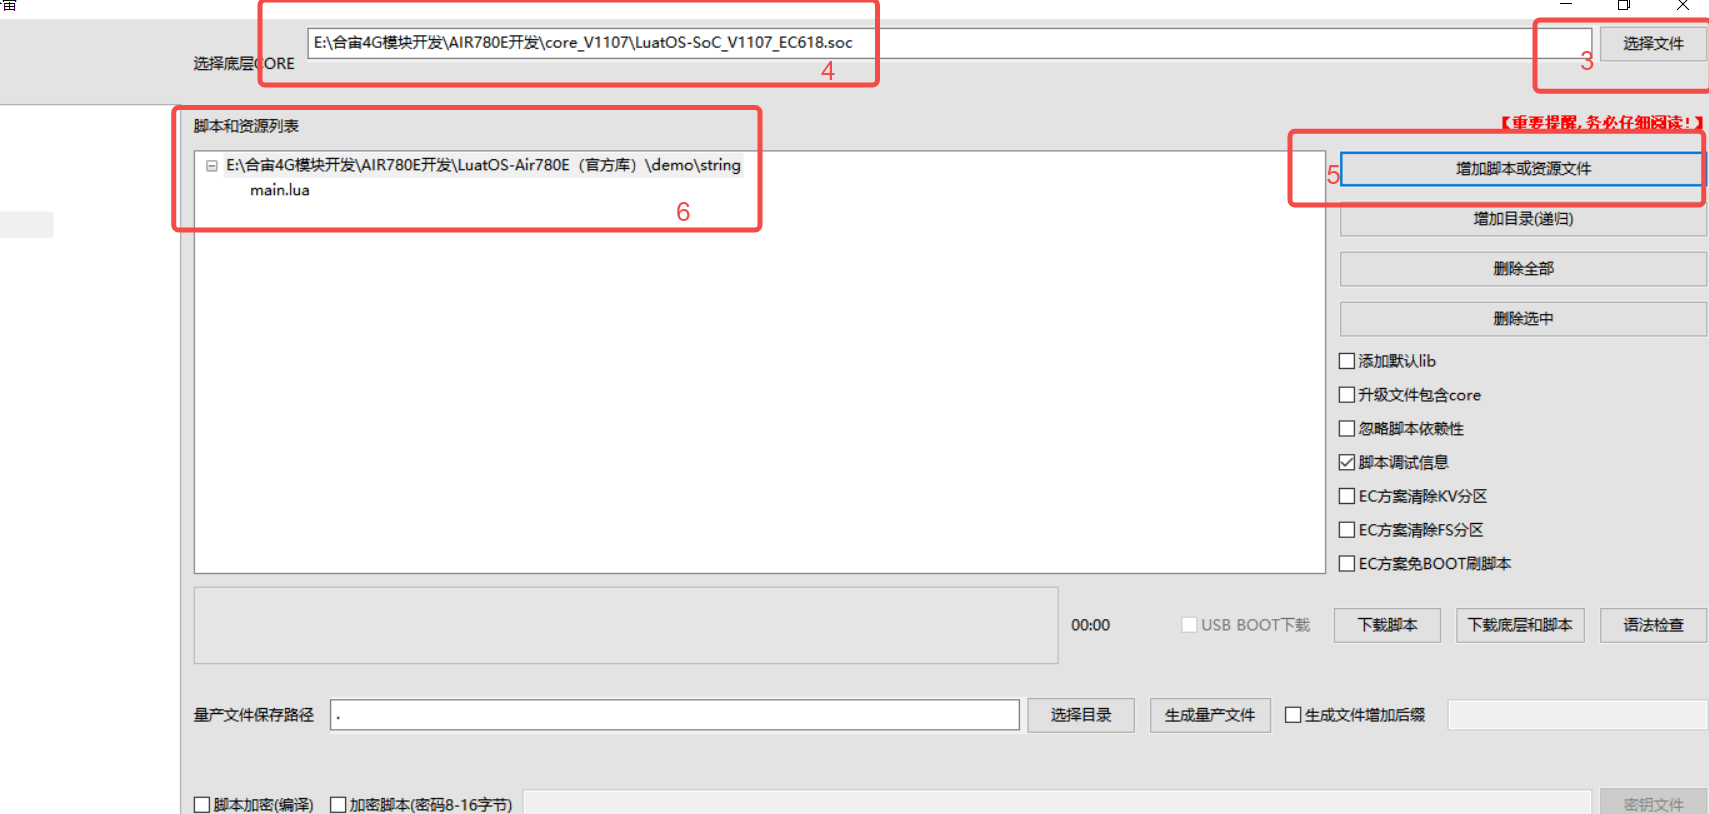 宙
选择底层CORE
E:\合宙4G模块开发\AIR780E开发\core_V1107\LuatOS-SoC_V1107_EC618.soc
4
3
选择文件
脚本和资源列表
【重要提醒,务必仔细阅读!】
E:\合宙4G模块开发\AIR780E开发\LuatOS-Air780E（官方库）\demo\string
main.lua
6
5
增加脚本或资源文件
增加目录(递归)
删除全部
删除选中
添加默认lib
升级文件包含core
忽略脚本依赖性
脚本调试信息
EC方案清除KV分区
EC方案清除FS分区
EC方案免BOOT刷脚本
00:00
USB BOOT下载
下载脚本
下载底层和脚本
语法检查
量产文件保存路径
.
选择目录
生成量产文件
生成文件增加后缀
脚本加密(编译)
加密脚本(密码8-16字节)
密钥文件